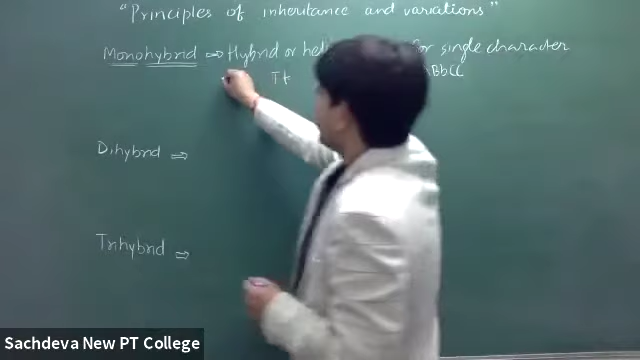 "Principles of inheritance and variations"
Monohybrid ⇒ Hybrid or for single character
Tt BbCC
Dihybrid ⇒
Trihybrid ⇒
Sachdeva New PT College